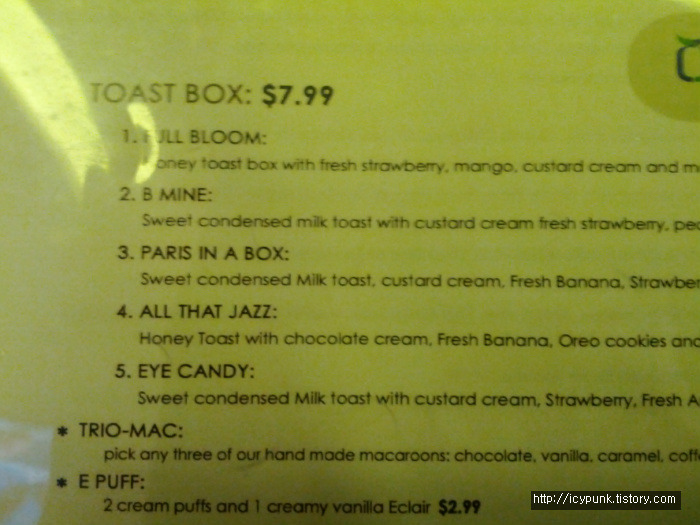 TOAST BOX: $7.99
1. FULL BLOOM:
Honey toast box with fresh strawberry, mango, custard cream and
2. B MINE:
Sweet condensed milk toast with custard cream fresh strawberry,
3. PARIS IN A BOX:
Sweet condensed Milk toast, custard cream, Fresh Banana,
4. ALL THAT JAZZ:
Honey Toast with chocolate cream, Fresh Banana, Oreo cookies and
5. EYE CANDY:
Sweet condensed Milk toast with custard cream, Strawberry, Fresh
* TRIO-MAC:
pick any three of our hand made macaroons: chocolate, vanilla, caramel,
* E PUFF:
2 cream puffs and 1 creamy vanilla Eclair $2.99
http://icypunk.tistory.com